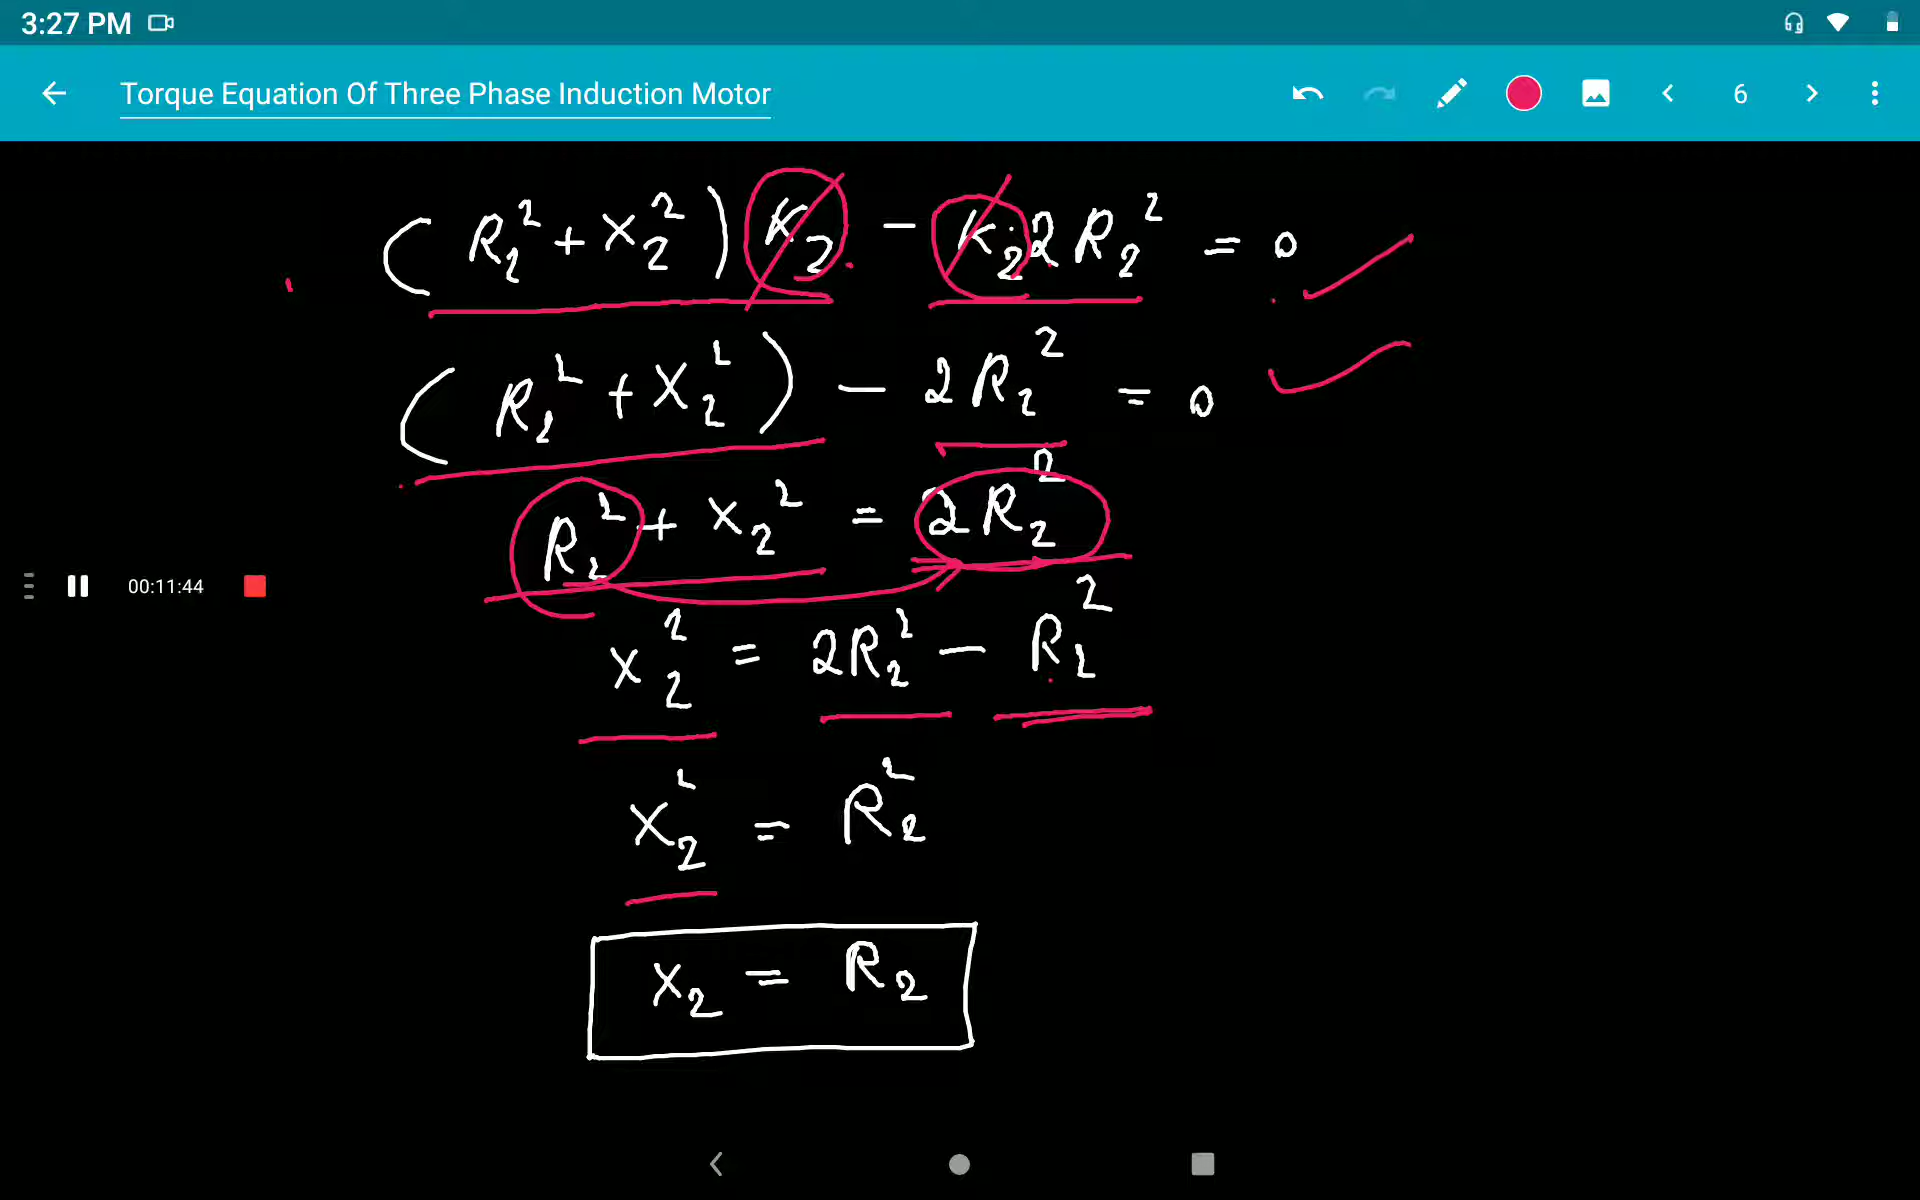 3:27 PM
Torque Equation Of Three Phase Induction Motor
6
(R₂² + X₂²) K₂ - K₂ 2R₂² = 0
(R₂² + X₂²) - 2R₂² = 0
R₂² + X₂² = 2R₂²
00:11:44
X₂² = 2R₂² - R₂²
X₂² = R₂²
X₂ = R₂